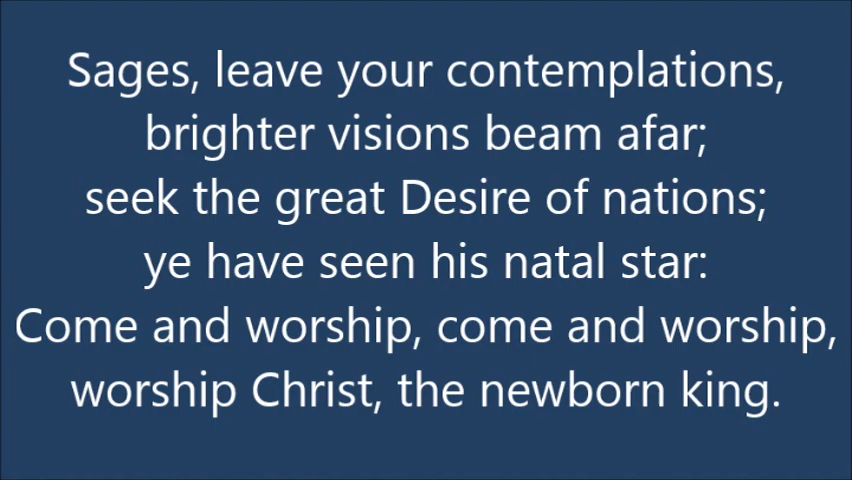 Sages, leave your contemplations,
brighter visions beam afar;
seek the great Desire of nations;
ye have seen his natal star:
Come and worship, come and worship,
worship Christ, the newborn king.